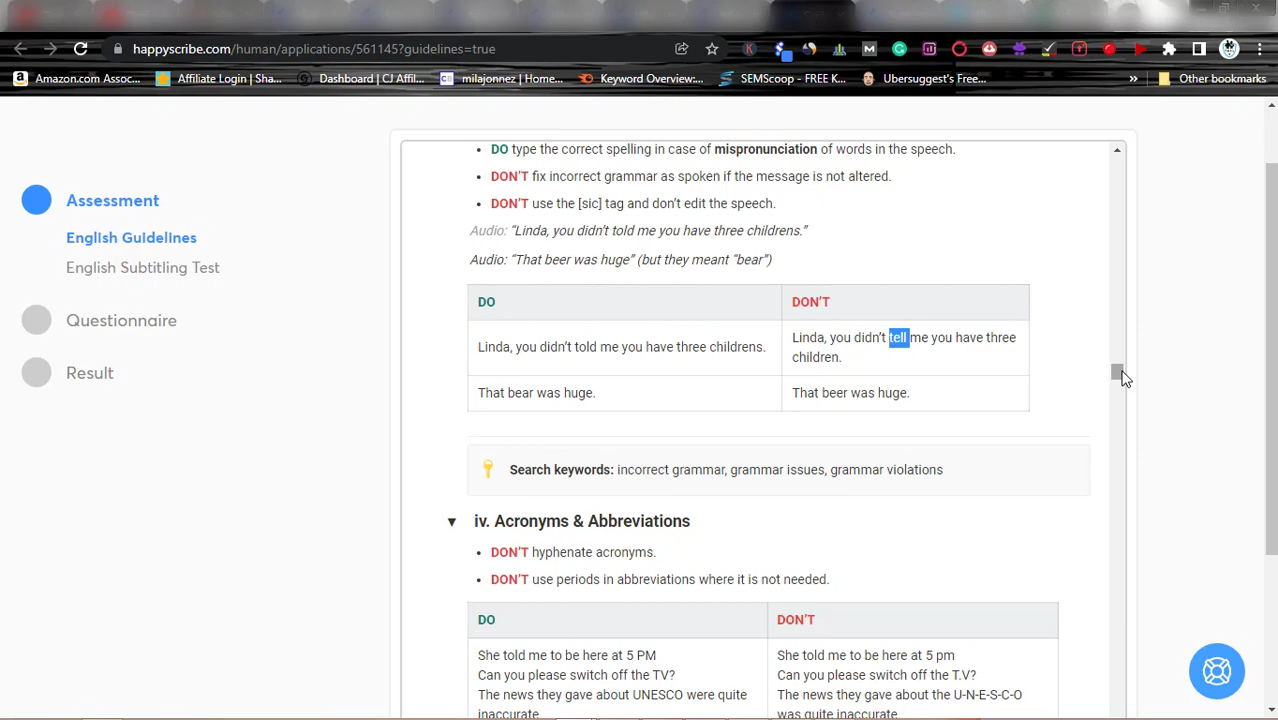 happyscribe.com/human/applications/561145?guidelines=true
Amazon.com Assoc... Affiliate Login | Sha... Dashboard | CJ Affil... milajonnez | Home... Keyword Overview:... SEMScoop - FREE K... Ubersuggest's Free... » Other bookmarks
Assessment
English Guidelines
English Subtitling Test
Questionnaire
Result
• DO type the correct spelling in case of mispronunciation of words in the speech.
• DON'T fix incorrect grammar as spoken if the message is not altered.
• DON'T use the [sic] tag and don't edit the speech.
Audio: "Linda, you didn't told me you have three childrens."
Audio: "That beer was huge" (but they meant "bear")
DO DON'T
Linda, you didn't told me you have three childrens.
Linda, you didn't tell me you have three
children.
That bear was huge. That beer was huge.
Search keywords: incorrect grammar, grammar issues, grammar violations
iv. Acronyms & Abbreviations
• DON'T hyphenate acronyms.
• DON'T use periods in abbreviations where it is not needed.
DO DON'T
She told me to be here at 5 PM
Can you please switch off the TV?
The news they gave about UNESCO were quite
inaccurate.
She told me to be here at 5 pm
Can you please switch off the T.V?
The news they gave about the U-N-E-S-C-O
was quite inaccurate.